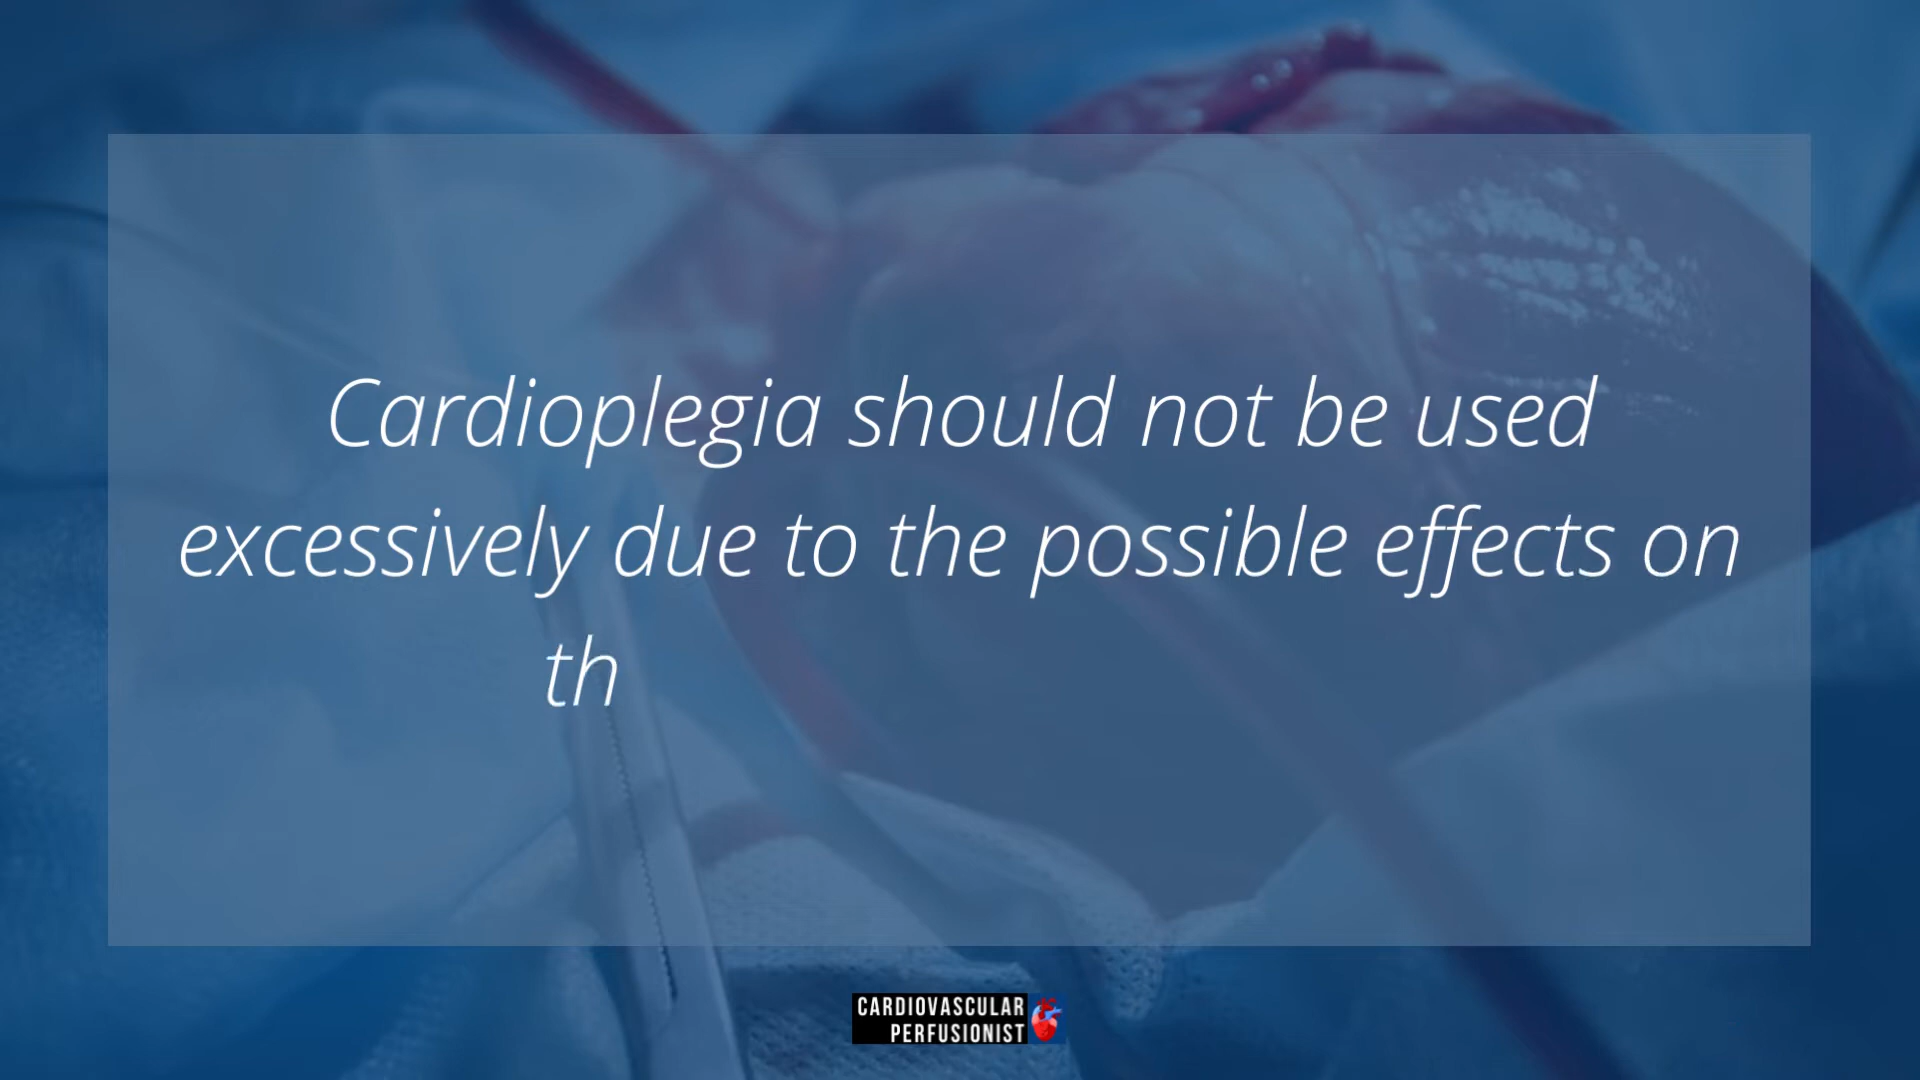 Cardioplegia should not be used
excessively due to the possible effects on
th
CARDIOVASCULAR
PERFUSIONIST